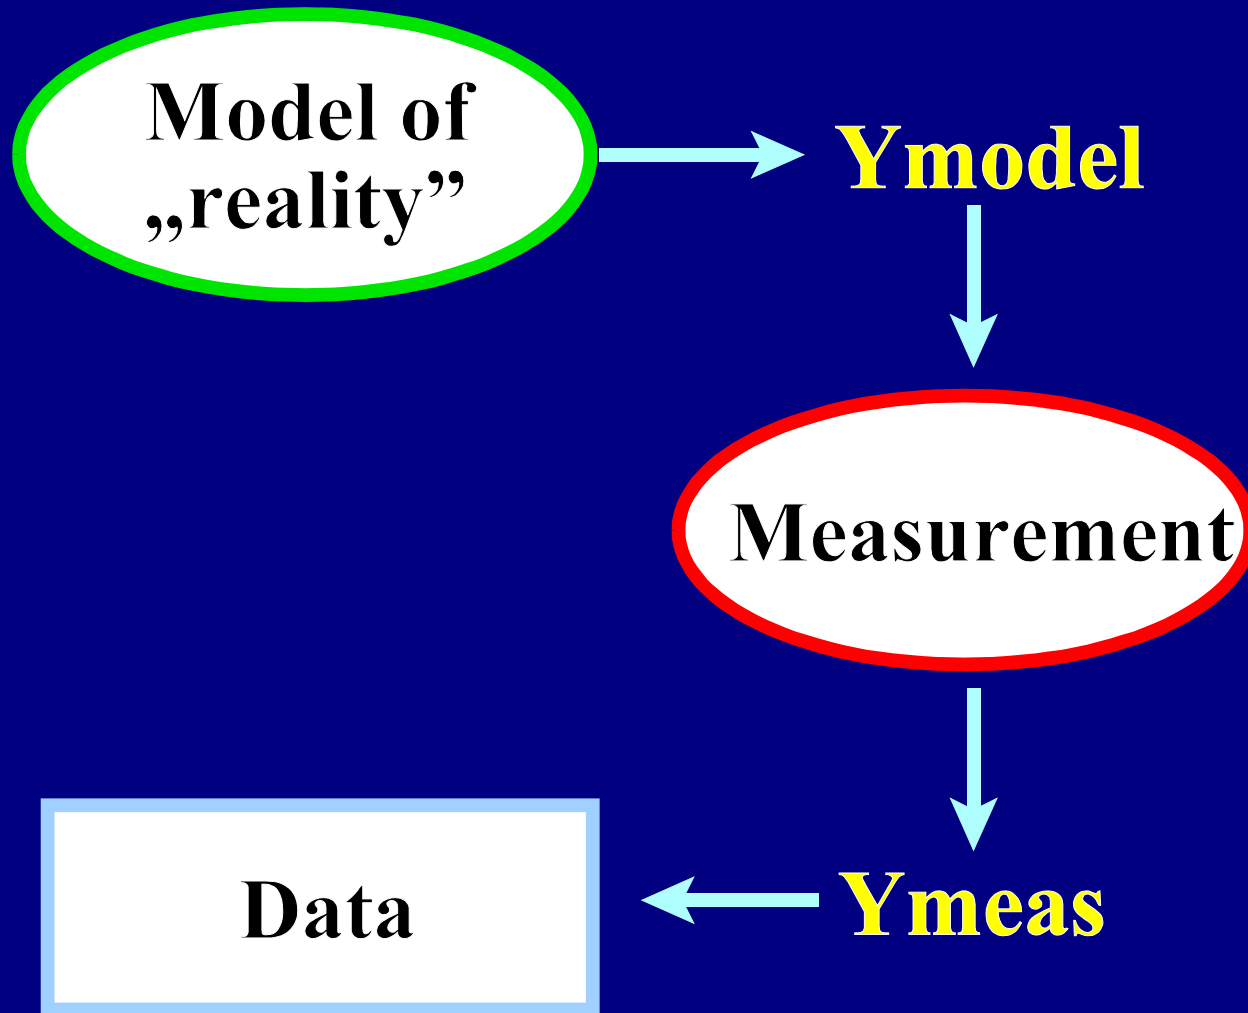 Model of
„reality”
Ymodel
Measurement
Ymeas
Data